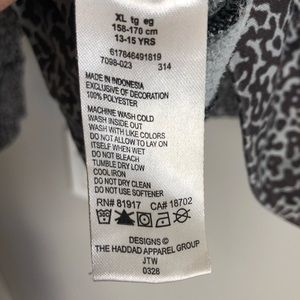 XL tg eg
158-170 cm
13-15 YRS
617846491819
7098-023 314
MADE IN INDONESIA
EXCLUSIVE OF DECORATION
100% POLYESTER
MACHINE WASH COLD
WASH INSIDE OUT
WASH WITH LIKE COLORS
DO NOT ALLOW TO LAY ON
ITSELF WHEN WET
DO NOT BLEACH
TUMBLE DRY LOW
COOL IRON
DO NOT DRY CLEAN
DO NOT USE SOFTENER
RN# 81917 CA# 18702
DESIGNS ©
THE HADDAD APPAREL GROUP
JTW
0328